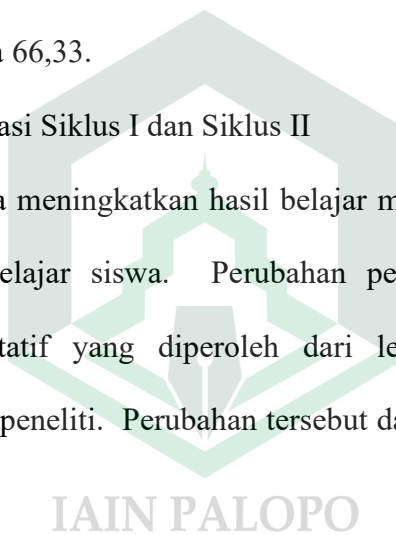 a 66,33.
asi Siklus I dan Siklus II
a meningkatkan hasil belajar m
elajar siswa. Perubahan pe
tatif yang diperoleh dari le
peneliti. Perubahan tersebut da
IAIN PALOPO